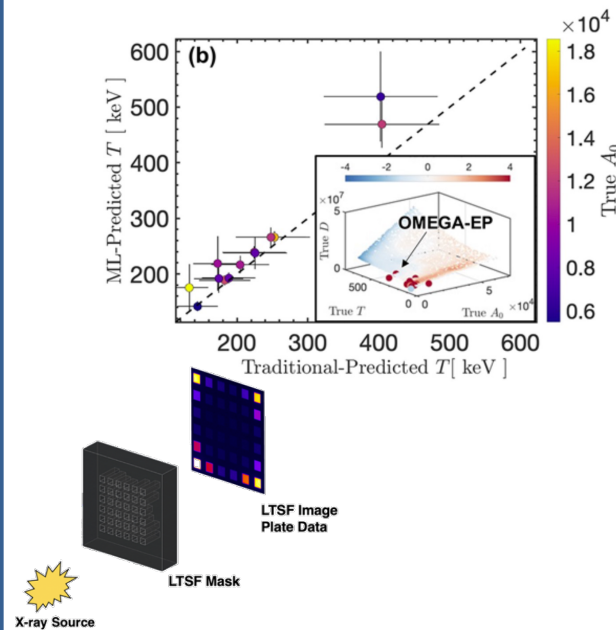 (b)
×10⁴
600
500
400
300
200
ML-Predicted T [ keV ]
200 300 400 500 600
Traditional-Predicted T[ keV ]
1.8
1.6
1.4
1.2
1
0.8
0.6
True A₀
-4 -2 0 2 4
×10⁷
5
0
True D
OMEGA-EP
500
0
True T
0
5
×10⁴
True A₀
LTSF Image
Plate Data
LTSF Mask
X-ray Source